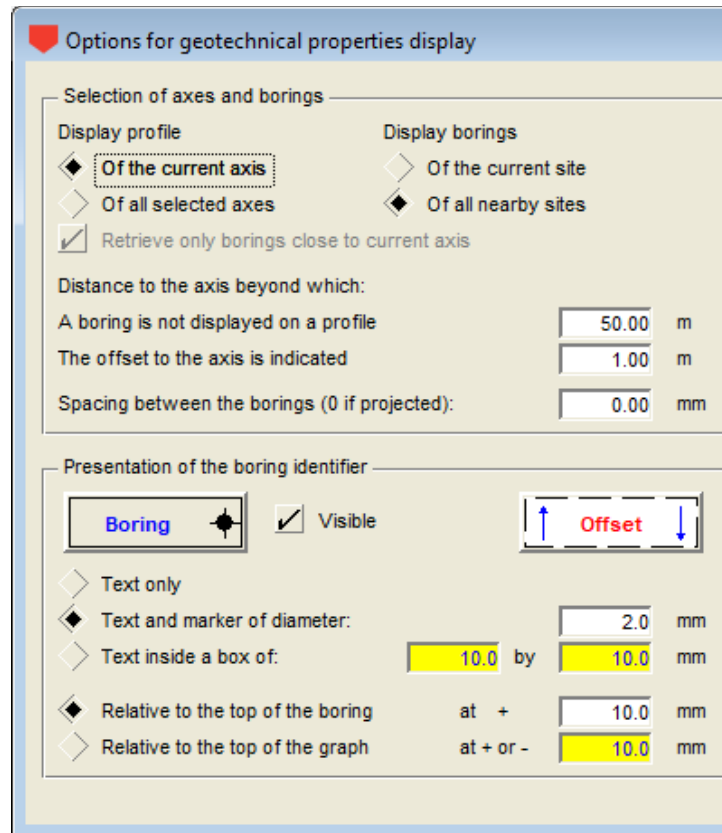 Options for geotechnical properties display
Selection of axes and borings
Display profile Display borings
Of the current axis Of the current site
Of all selected axes Of all nearby sites
Retrieve only borings close to current axis
Distance to the axis beyond which:
A boring is not displayed on a profile 50.00 m
The offset to the axis is indicated 1.00 m
Spacing between the borings (0 if projected): 0.00 mm
Presentation of the boring identifier
Boring Visible Offset
Text only
Text and marker of diameter: 2.0 mm
Text inside a box of: 10.0 by 10.0 mm
Relative to the top of the boring at + 10.0 mm
Relative to the top of the graph at + or - 10.0 mm